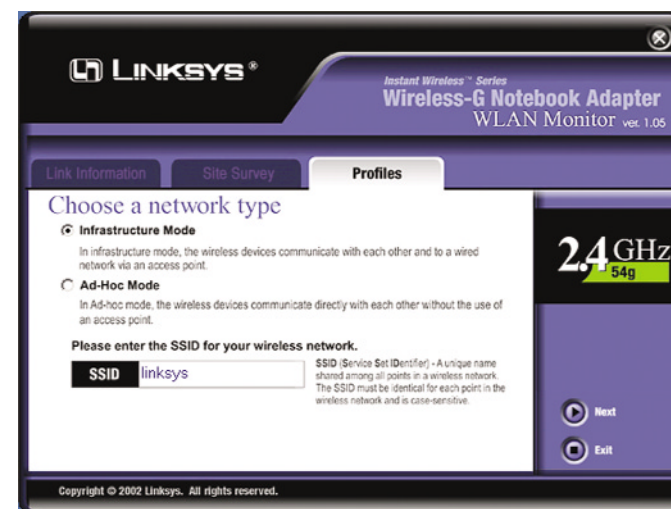 LINKSYS®
Instant Wireless™ Series
Wireless-G Notebook Adapter
WLAN Monitor ver. 1.05
Link Information Site Survey Profiles
Choose a network type
Infrastructure Mode
In infrastructure mode, the wireless devices communicate with each other and to a wired
network via an access point.
Ad-Hoc Mode
In Ad-hoc mode, the wireless devices communicate directly with each other without the use of
an access point.
Please enter the SSID for your wireless network.
SSID linksys
SSID (Service Set IDentifier) - A unique name
shared among all points in a wireless network.
The SSID must be identical for each point in the
wireless network and is case-sensitive.
2.4 GHz
54g
Next
Exit
Copyright © 2002 Linksys. All rights reserved.